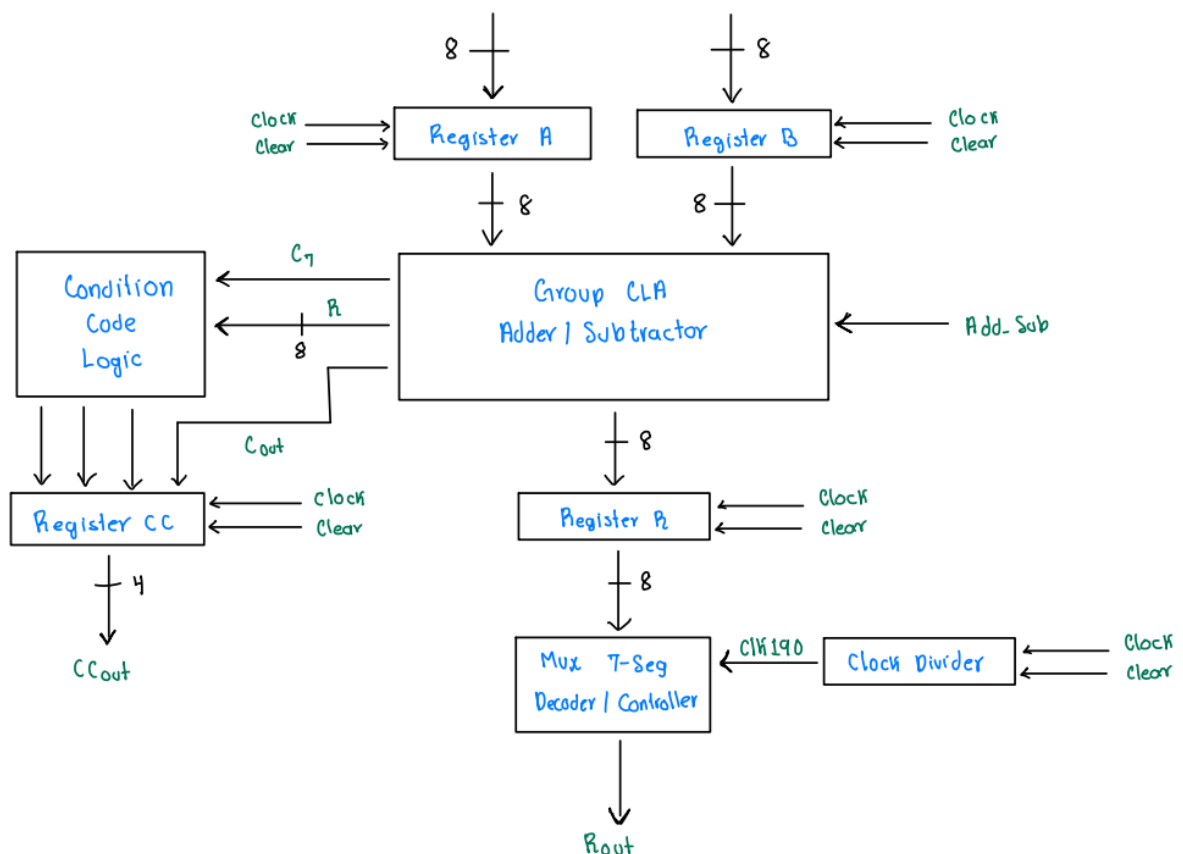 8
8
Clock
Clear
Register A
Register B
Clock
Clear
8
8
C₇
R
8
Condition
Code
Logic
Group CLA
Adder / Subtractor
Add_Sub
Cout
8
Register CC
Clock
Clear
Register R
Clock
Clear
4
8
CCout
Mux 7-Seg
Decoder / Controller
Clk190
Clock Divider
Clock
Clear
Rout